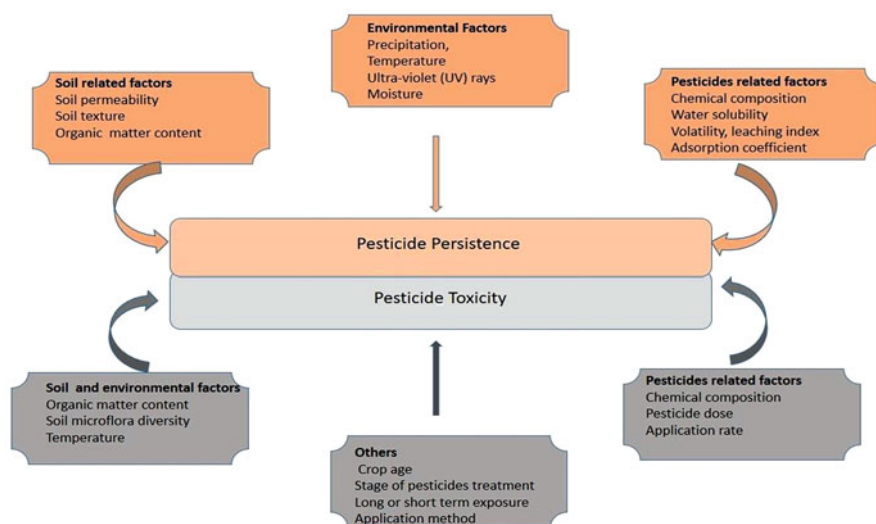 Environmental Factors
Precipitation,
Temperature
Ultra-violet (UV) rays
Moisture
Soil related factors
Soil permeability
Soil texture
Organic matter content
Pesticides related factors
Chemical composition
Water solubility
Volatility, leaching index
Adsorption coefficient
Pesticide Persistence
Pesticide Toxicity
Soil and environmental factors
Organic matter content
Soil microflora diversity
Temperature
Others
Crop age
Stage of pesticides treatment
Long or short term exposure
Application method
Pesticides related factors
Chemical composition
Pesticide dose
Application rate